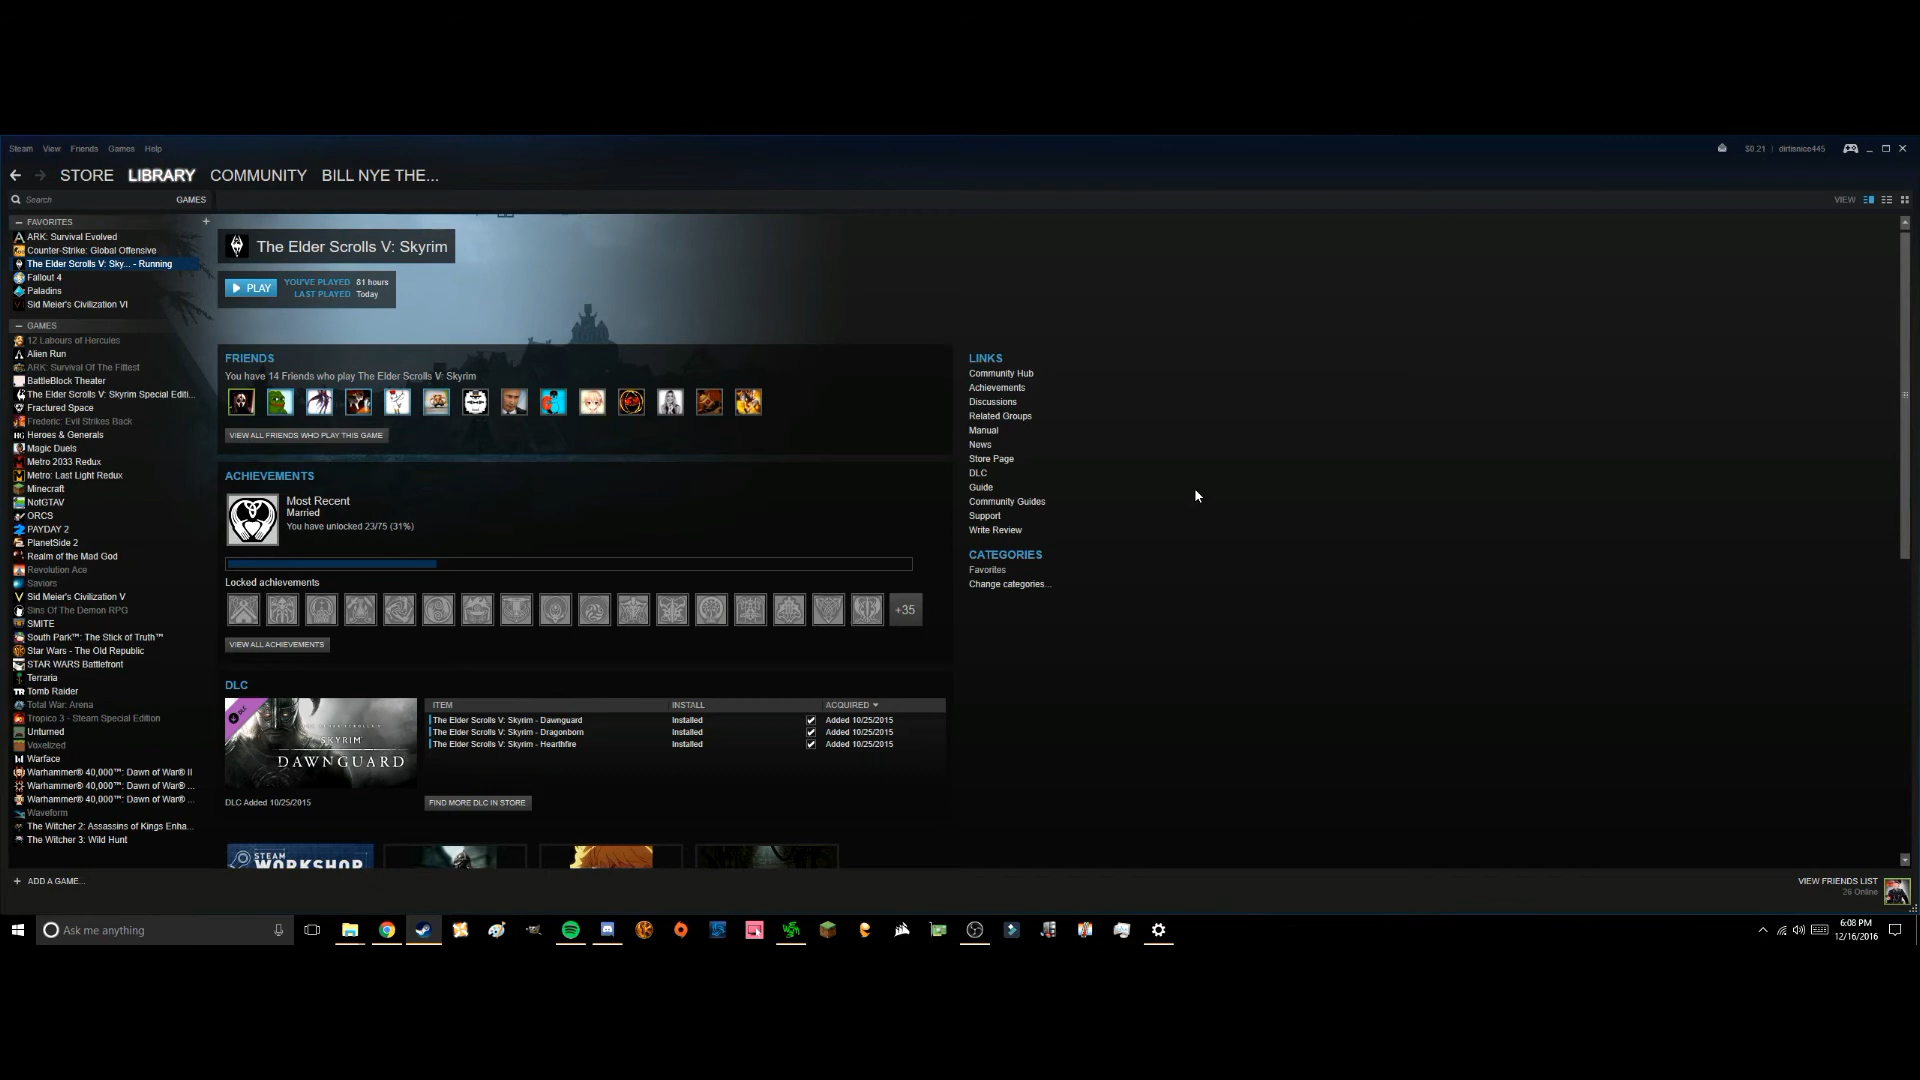 Steam View Friends Games Help
$0.21 | dirtisnice445
STORE LIBRARY COMMUNITY BILL NYE THE...
Search GAMES
VIEW
FAVORITES +
ARK: Survival Evolved
Counter-Strike: Global Offensive
The Elder Scrolls V: Sky... - Running
Fallout 4
Paladins
Sid Meier's Civilization VI
GAMES
12 Labours of Hercules
Alien Run
ARK: Survival Of The Fittest
BattleBlock Theater
The Elder Scrolls V: Skyrim Special Editi...
Fractured Space
Frederic: Evil Strikes Back
Heroes & Generals
Magic Duels
Metro 2033 Redux
Metro: Last Light Redux
Minecraft
NotGTAV
ORCS
PAYDAY 2
PlanetSide 2
Realm of the Mad God
Revolution Ace
Saviors
Sid Meier's Civilization V
Sins Of The Demon RPG
SMITE
South Park™: The Stick of Truth™
Star Wars - The Old Republic
STAR WARS Battlefront
Terraria
Tomb Raider
Total War: Arena
Tropico 3 - Steam Special Edition
Unturned
Voxelized
Warface
Warhammer® 40,000™: Dawn of War® II
Warhammer® 40,000™: Dawn of War® ...
Warhammer® 40,000™: Dawn of War® ...
Waveform
The Witcher 2: Assassins of Kings Enha...
The Witcher 3: Wild Hunt
+ ADD A GAME...
The Elder Scrolls V: Skyrim
PLAY
YOU'VE PLAYED 81 hours
LAST PLAYED Today
FRIENDS
You have 14 Friends who play The Elder Scrolls V: Skyrim
VIEW ALL FRIENDS WHO PLAY THIS GAME
ACHIEVEMENTS
Most Recent
Married
You have unlocked 23/75 (31%)
Locked achievements
+35
VIEW ALL ACHIEVEMENTS
DLC
DLC
SKYRIM
DAWNGUARD
DLC Added 10/25/2015
ITEM INSTALL ACQUIRED
The Elder Scrolls V: Skyrim - Dawnguard Installed Added 10/25/2015
The Elder Scrolls V: Skyrim - Dragonborn Installed Added 10/25/2015
The Elder Scrolls V: Skyrim - Hearthfire Installed Added 10/25/2015
FIND MORE DLC IN STORE
STEAM
WORKSHOP
LINKS
Community Hub
Achievements
Discussions
Related Groups
Manual
News
Store Page
DLC
Guide
Community Guides
Support
Write Review
CATEGORIES
Favorites
Change categories...
VIEW FRIENDS LIST
26 Online
Ask me anything
6:08 PM
12/16/2016